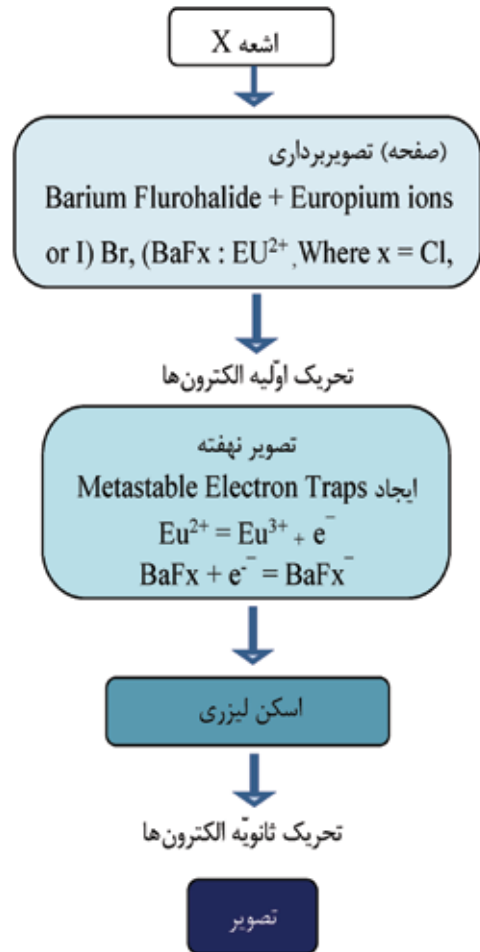 اشعه X
(صفحه) تصویربرداری
Barium Flurohalide + Europium ions
or I) Br, (BaFx : EU²⁺ ,Where x = Cl,
تحریک اوّلیه الکترون‌ها
تصویر نهفته
ایجاد Metastable Electron Traps
Eu²⁺ = Eu³⁺ + e⁻
BaFx + e⁻⁻ = BaFx⁻
اسکن لیزری
تحریک ثانویّه الکترون‌ها
تصویر